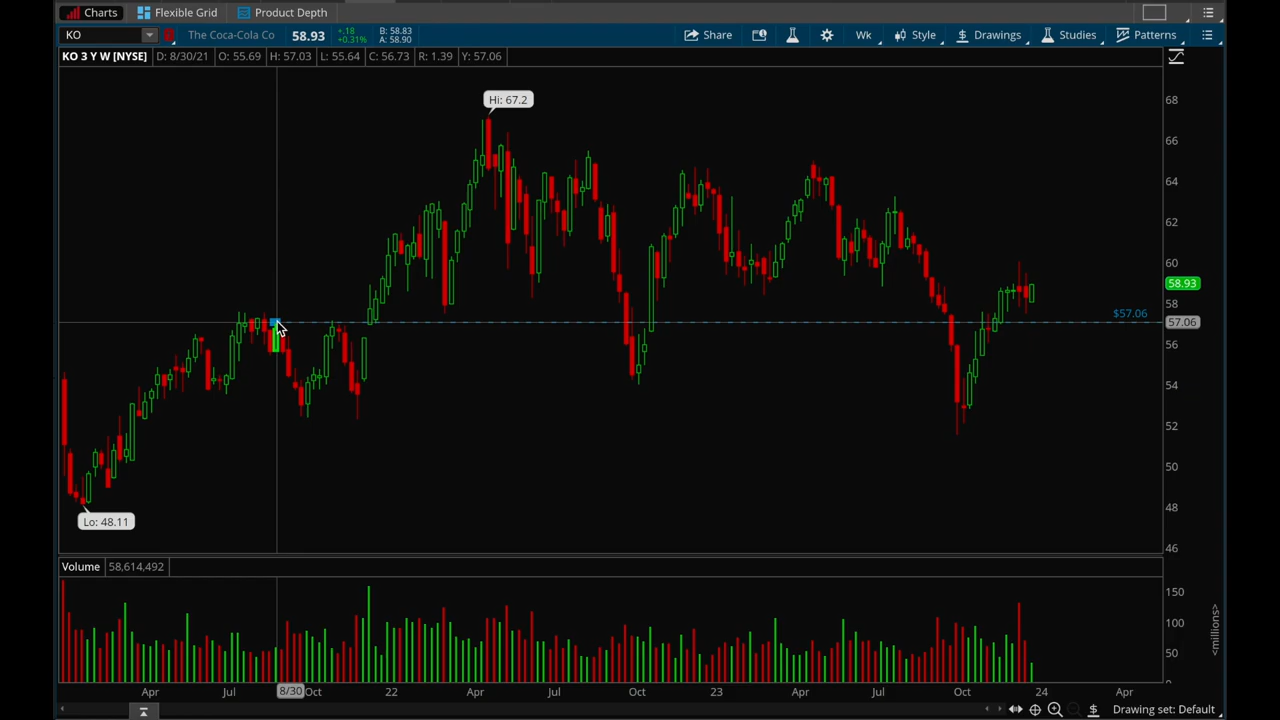 Charts Flexible Grid Product Depth
KO The Coca-Cola Co 58.93 +.18 +0.31% B: 58.83 A: 58.90 Share Wk Style Drawings Studies Patterns
KO 3 Y W [NYSE] D: 8/30/21 O: 55.69 H: 57.03 L: 55.64 C: 56.73 R: 1.39 Y: 57.06
Hi: 67.2
68
66
64
62
60
58.93
58
$57.06
57.06
56
54
52
50
48
46
Lo: 48.11
Volume 58,614,492
150
100
50
0
<millions>
Apr Jul 8/30 Oct 22 Apr Jul Oct 23 Apr Jul Oct 24 Apr
$ Drawing set: Default